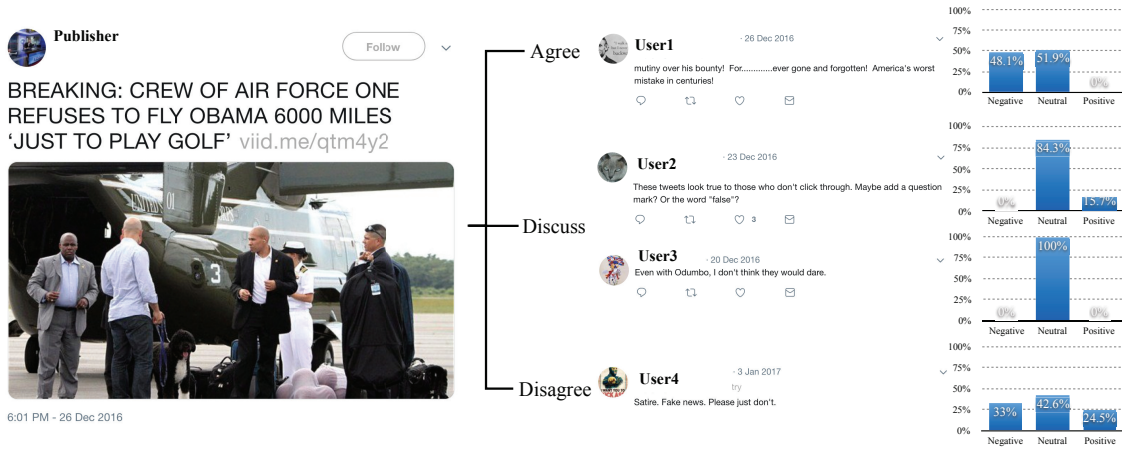 Publisher
Follow
BREAKING: CREW OF AIR FORCE ONE
REFUSES TO FLY OBAMA 6000 MILES
‘JUST TO PLAY GOLF’ viid.me/qtm4y2
6:01 PM - 26 Dec 2016
Agree
User1
· 26 Dec 2016
mutiny over his bounty! For............ever gone and forgotten! America's worst
mistake in centuries!
100%
75%
50%
25%
0%
48.1%
51.9%
0%
Negative
Neutral
Positive
Discuss
User2
· 23 Dec 2016
These tweets look true to those who don't click through. Maybe add a question
mark? Or the word "false"?
3
100%
75%
50%
25%
0%
0%
84.3%
15.7%
Negative
Neutral
Positive
User3
· 20 Dec 2016
Even with Odumbo, I don't think they would dare.
100%
75%
50%
25%
0%
0%
100%
0%
Negative
Neutral
Positive
Disagree
User4
· 3 Jan 2017
try
Satire. Fake news. Please just don't.
100%
75%
50%
25%
0%
33%
42.6%
24.5%
Negative
Neutral
Positive